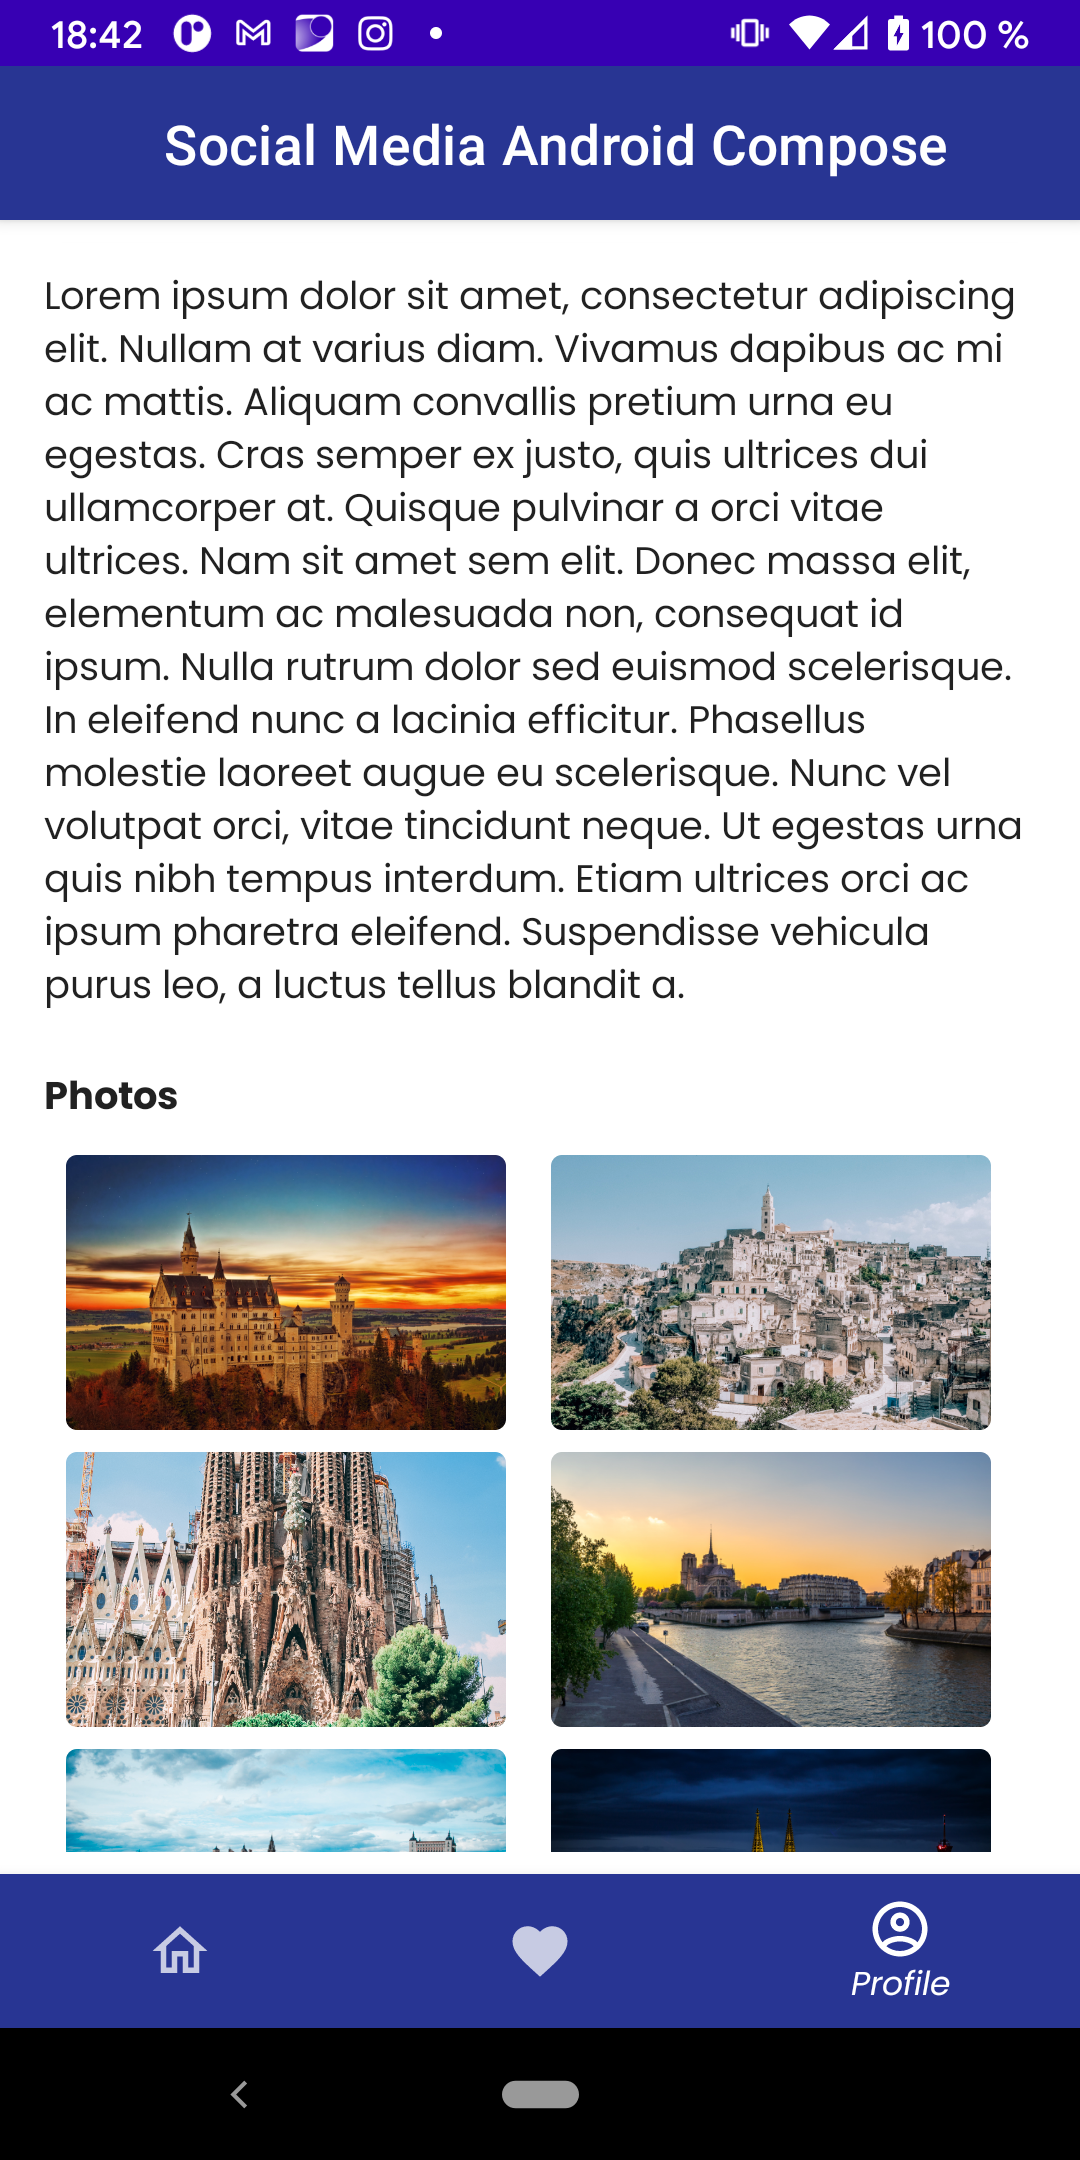 18:42 100 %
Social Media Android Compose
Lorem ipsum dolor sit amet, consectetur adipiscing
elit. Nullam at varius diam. Vivamus dapibus ac mi
ac mattis. Aliquam convallis pretium urna eu
egestas. Cras semper ex justo, quis ultrices dui
ullamcorper at. Quisque pulvinar a orci vitae
ultrices. Nam sit amet sem elit. Donec massa elit,
elementum ac malesuada non, consequat id
ipsum. Nulla rutrum dolor sed euismod scelerisque.
In eleifend nunc a lacinia efficitur. Phasellus
molestie laoreet augue eu scelerisque. Nunc vel
volutpat orci, vitae tincidunt neque. Ut egestas urna
quis nibh tempus interdum. Etiam ultrices orci ac
ipsum pharetra eleifend. Suspendisse vehicula
purus leo, a luctus tellus blandit a.
Photos
Profile